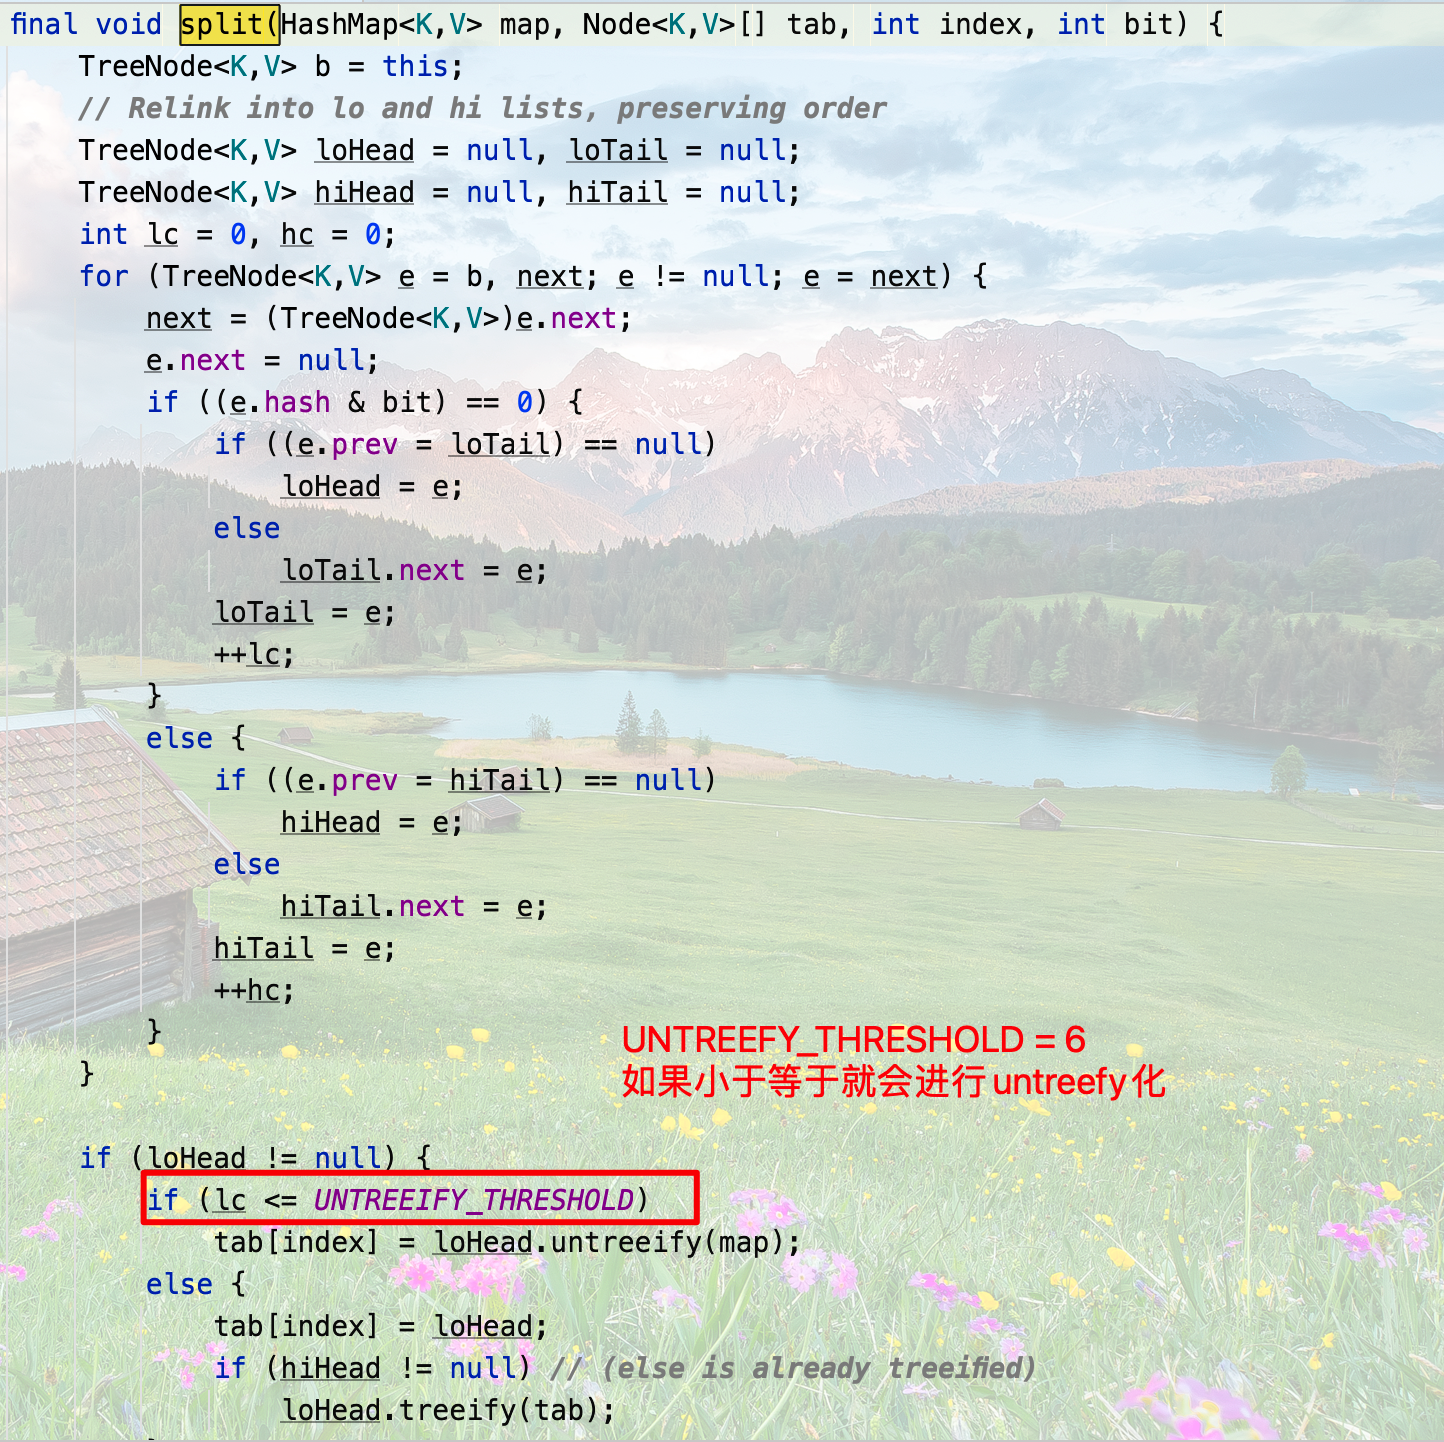 final void split(HashMap<K,V> map, Node<K,V>[] tab, int index, int bit) {
    TreeNode<K,V> b = this;
    // Relink into lo and hi lists, preserving order
    TreeNode<K,V> loHead = null, loTail = null;
    TreeNode<K,V> hiHead = null, hiTail = null;
    int lc = 0, hc = 0;
    for (TreeNode<K,V> e = b, next; e != null; e = next) {
        next = (TreeNode<K,V>)e.next;
        e.next = null;
        if ((e.hash & bit) == 0) {
            if ((e.prev = loTail) == null)
                loHead = e;
            else
                loTail.next = e;
            loTail = e;
            ++lc;
        }
        else {
            if ((e.prev = hiTail) == null)
                hiHead = e;
            else
                hiTail.next = e;
            hiTail = e;
            ++hc;
        }
    }
UNTREEFY_THRESHOLD = 6
如果小于等于就会进行untreefy化
    if (loHead != null) {
        if (lc <= UNTREEIFY_THRESHOLD)
            tab[index] = loHead.untreeify(map);
        else {
            tab[index] = loHead;
            if (hiHead != null) // (else is already treeified)
                loHead.treeify(tab);